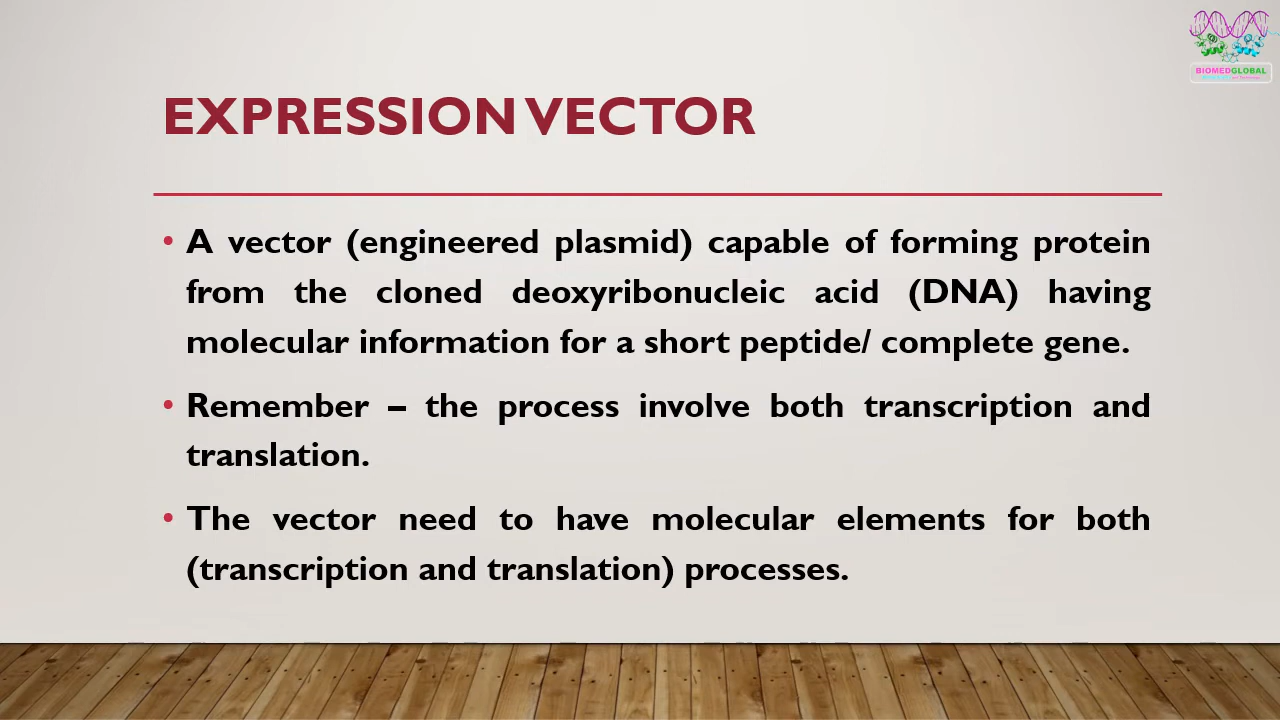 BIOMEDGLOBAL
EXPRESSION VECTOR
• A vector (engineered plasmid) capable of forming protein
from the cloned deoxyribonucleic acid (DNA) having
molecular information for a short peptide/ complete gene.
• Remember – the process involve both transcription and
translation.
• The vector need to have molecular elements for both
(transcription and translation) processes.